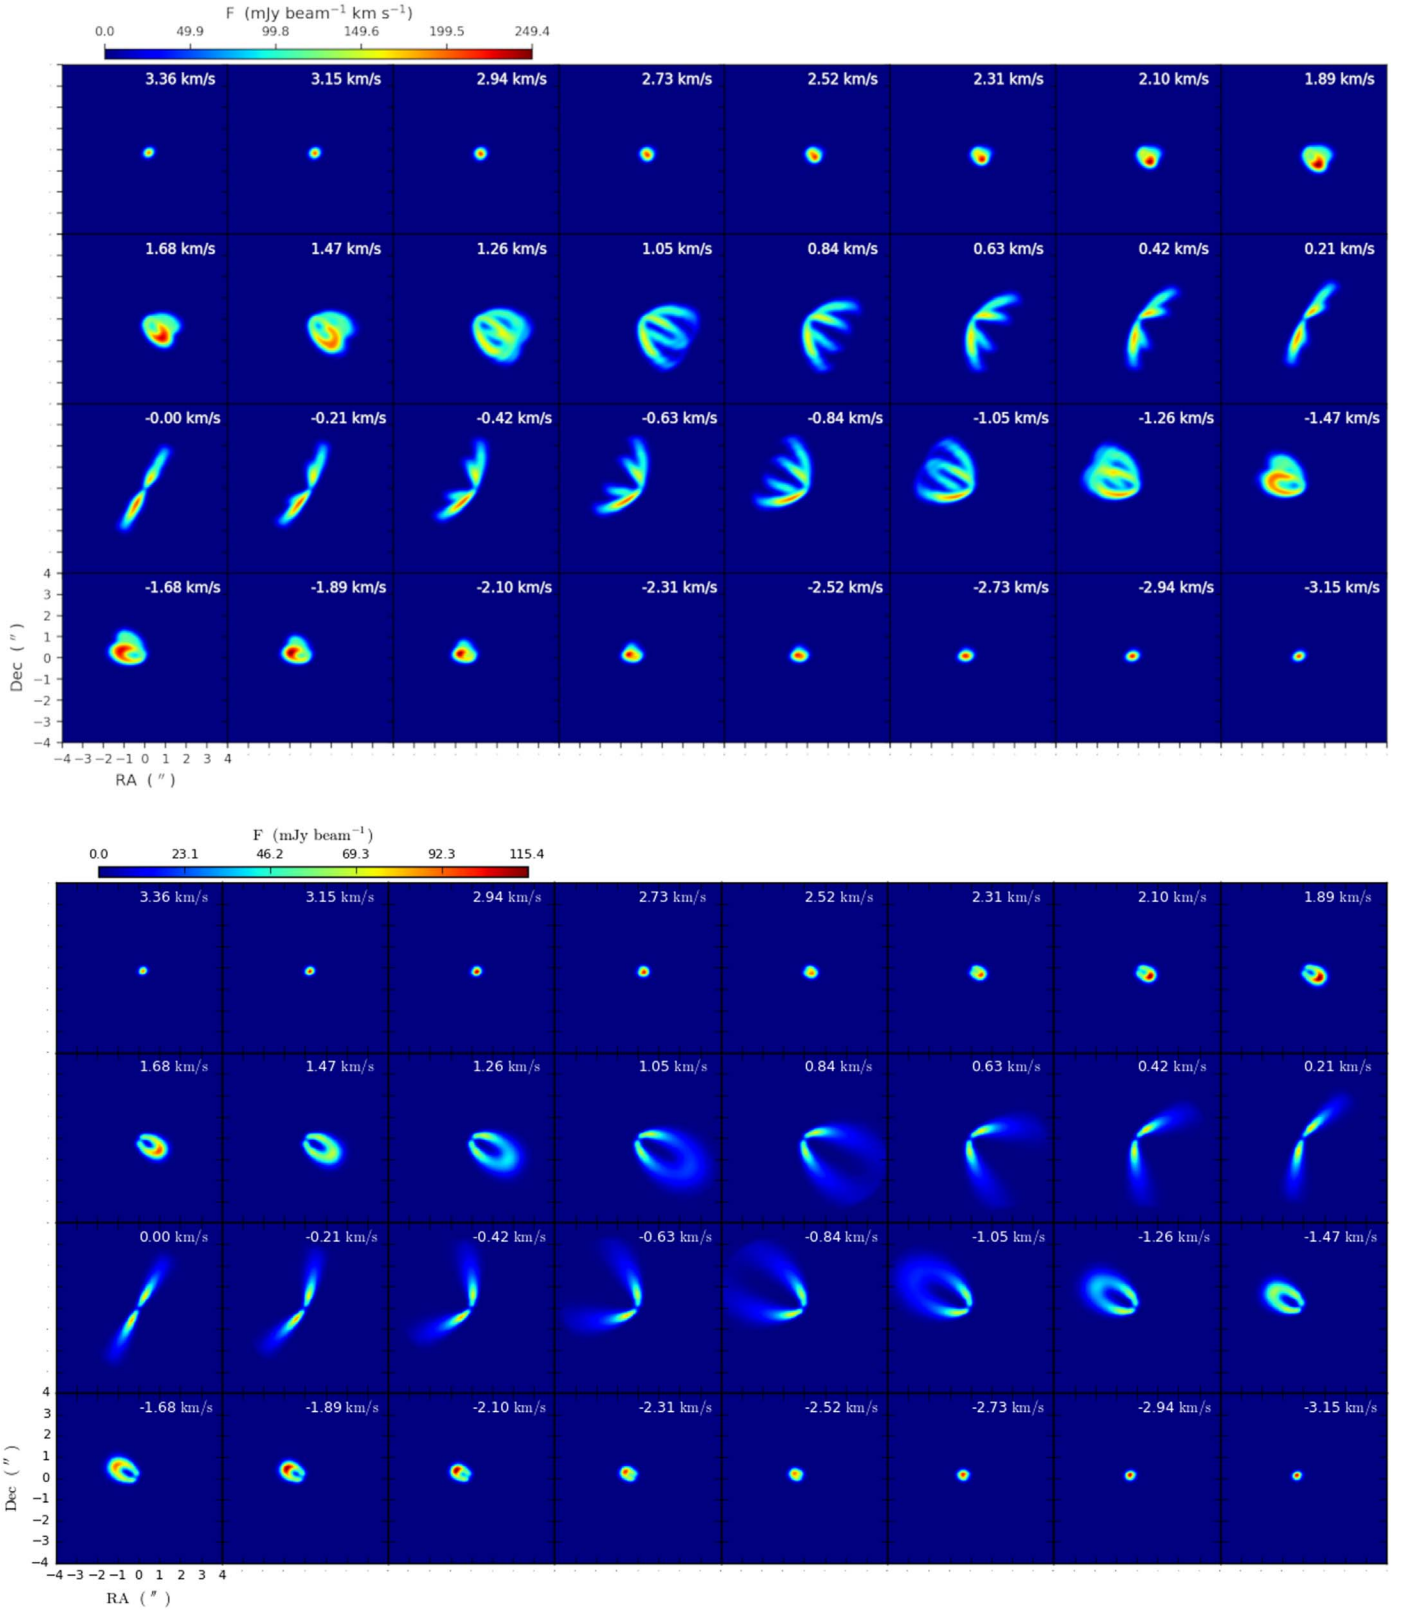 F (mJy beam⁻¹ km s⁻¹)
0.0 49.9 99.8 149.6 199.5 249.4
3.36 km/s 3.15 km/s 2.94 km/s 2.73 km/s 2.52 km/s 2.31 km/s 2.10 km/s 1.89 km/s
1.68 km/s 1.47 km/s 1.26 km/s 1.05 km/s 0.84 km/s 0.63 km/s 0.42 km/s 0.21 km/s
-0.00 km/s -0.21 km/s -0.42 km/s -0.63 km/s -0.84 km/s -1.05 km/s -1.26 km/s -1.47 km/s
-1.68 km/s -1.89 km/s -2.10 km/s -2.31 km/s -2.52 km/s -2.73 km/s -2.94 km/s -3.15 km/s
4
3
2
1
0
−1
−2
−3
−4
Dec (″)
−4 −3 −2 −1 0 1 2 3 4
RA (″)
F (mJy beam⁻¹)
0.0 23.1 46.2 69.3 92.3 115.4
3.36 km/s 3.15 km/s 2.94 km/s 2.73 km/s 2.52 km/s 2.31 km/s 2.10 km/s 1.89 km/s
1.68 km/s 1.47 km/s 1.26 km/s 1.05 km/s 0.84 km/s 0.63 km/s 0.42 km/s 0.21 km/s
0.00 km/s -0.21 km/s -0.42 km/s -0.63 km/s -0.84 km/s -1.05 km/s -1.26 km/s -1.47 km/s
-1.68 km/s -1.89 km/s -2.10 km/s -2.31 km/s -2.52 km/s -2.73 km/s -2.94 km/s -3.15 km/s
4
3
2
1
0
−1
−2
−3
−4
Dec (″)
−4 −3 −2 −1 0 1 2 3 4
RA (″)